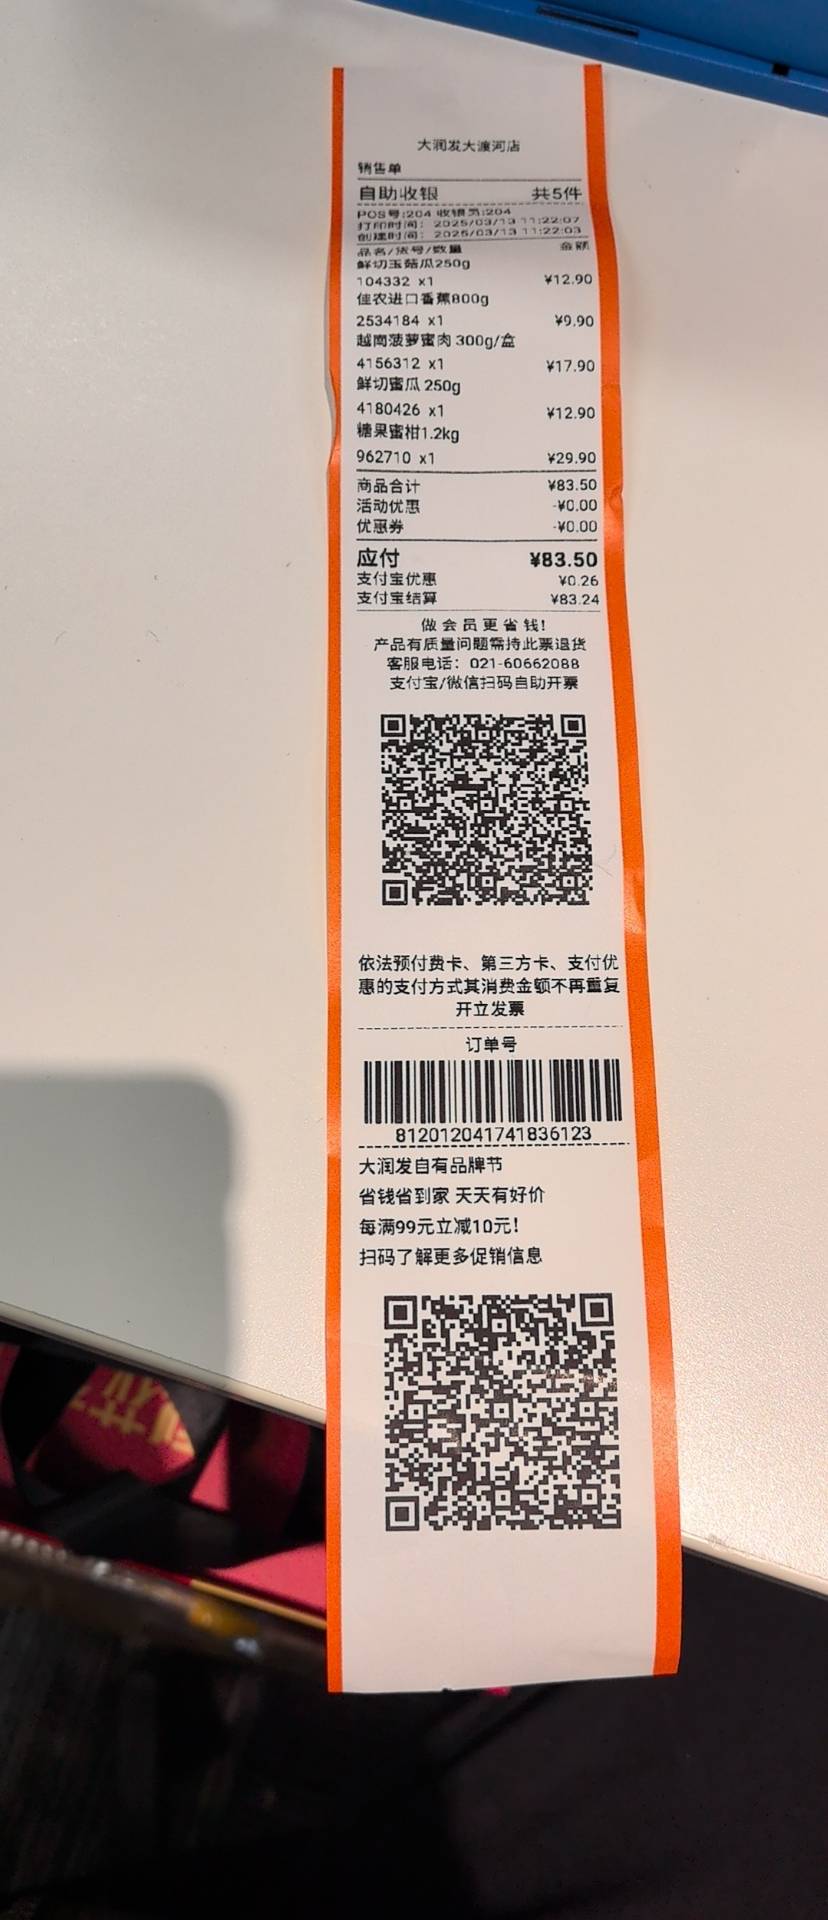 大润发大渡河店
销售单
自助收银 共5件
POS号:204 收银员:204
打印时间: 2025/03/13 11:22:07
创建时间: 2025/03/13 11:22:03
品名/货号/数量 金额
鲜切玉菇瓜250g
104332 x1 ¥12.90
佳农进口香蕉800g
2534184 x1 ¥9.90
越南菠萝蜜肉 300g/盒
4156312 x1 ¥17.90
鲜切蜜瓜 250g
4180426 x1 ¥12.90
糖果蜜柑1.2kg
962710 x1 ¥29.90
商品合计 ¥83.50
活动优惠 -¥0.00
优惠券 -¥0.00
应付 ¥83.50
支付宝优惠 ¥0.26
支付宝结算 ¥83.24
做会员更省钱!
产品有质量问题需持此票退货
客服电话: 021-60662088
支付宝/微信扫码自助开票
依法预付费卡、第三方卡、支付优
惠的支付方式其消费金额不再重复
开立发票
订单号
812012041741836123
大润发自有品牌节
省钱省到家 天天有好价
每满99元立减10元!
扫码了解更多促销信息